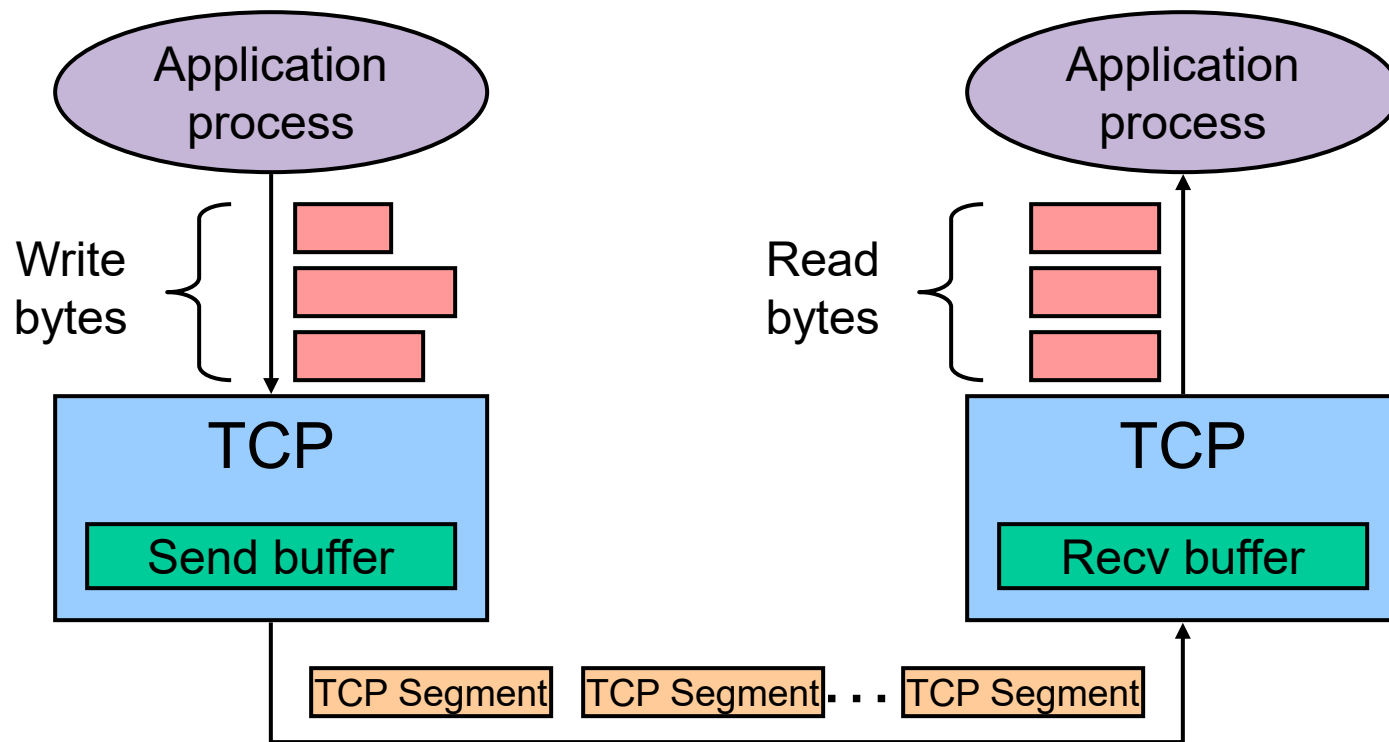 Application
process
Application
process
Write
bytes
Read
bytes
TCP
TCP
Send buffer
Recv buffer
TCP Segment
TCP Segment
...
TCP Segment